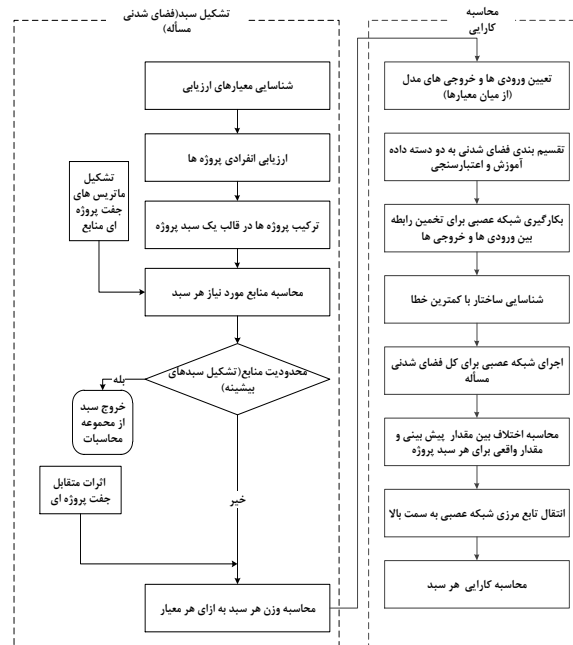 تشکیل سبد(فضای شدنی
مسأله)
شناسایی معیارهای ارزیابی
ارزیابی انفرادی پروژه ها
تشکیل
ماتریس های
جفت پروژه
ای منابع
ترکیب پروژه ها در قالب یک سبد پروژه
محاسبه منابع مورد نیاز هر سبد
محدودیت منابع(تشکیل سبدهای
بیشینه)
بله
خروج سبد
از مجموعه
محاسبات
خیر
اثرات متقابل
جفت پروژه ای
محاسبه وزن هر سبد به ازای هر معیار
محاسبه
کارایی
تعیین ورودی ها و خروجی های مدل
(از میان معیارها)
تقسیم بندی فضای شدنی به دو دسته داده
آموزش و اعتبارسنجی
بکارگیری شبکه عصبی برای تخمین رابطه
بین ورودی ها و خروجی ها
شناسایی ساختار با کمترین خطا
اجرای شبکه عصبی برای کل فضای شدنی
مسأله
محاسبه اختلاف بین مقدار پیش بینی و
مقدار واقعی برای هر سبد پروژه
انتقال تابع مرزی شبکه عصبی به سمت بالا
محاسبه کارایی هر سبد